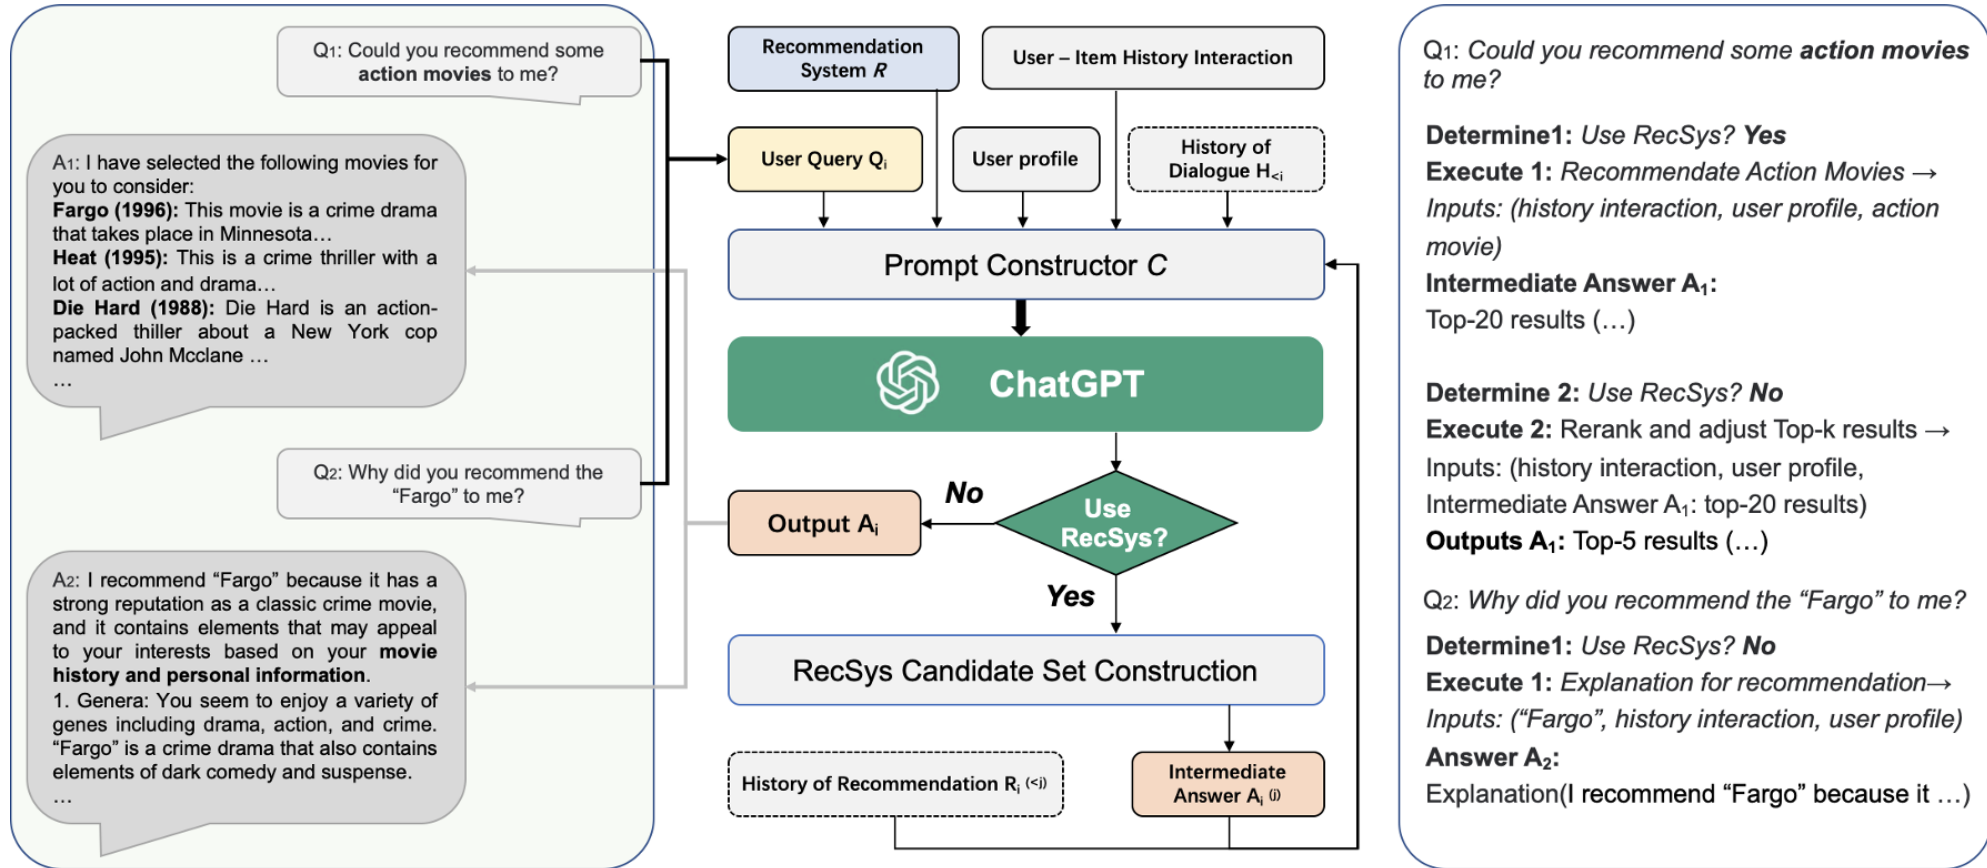 Q1: Could you recommend some
action movies to me?
A1: I have selected the following movies for
you to consider:
Fargo (1996): This movie is a crime drama
that takes place in Minnesota…
Heat (1995): This is a crime thriller with a
lot of action and drama…
Die Hard (1988): Die Hard is an action-
packed thiller about a New York cop
named John Mcclane …
…
Q2: Why did you recommend the
“Fargo” to me?
A2: I recommend “Fargo” because it has a
strong reputation as a classic crime movie,
and it contains elements that may appeal
to your interests based on your movie
history and personal information.
1. Genera: You seem to enjoy a variety of
genes including drama, action, and crime.
“Fargo” is a crime drama that also contains
elements of dark comedy and suspense.
…
Recommendation
System R
User – Item History Interaction
User Query Qi
User profile
History of
Dialogue H<i
Prompt Constructor C
ChatGPT
Use
RecSys?
No
Output Ai
Yes
RecSys Candidate Set Construction
History of Recommendation Ri (<j)
Intermediate
Answer Ai (j)
Q1: Could you recommend some action movies
to me?
Determine1: Use RecSys? Yes
Execute 1: Recommendate Action Movies →
Inputs: (history interaction, user profile, action
movie)
Intermediate Answer A1:
Top-20 results (…)
Determine 2: Use RecSys? No
Execute 2: Rerank and adjust Top-k results →
Inputs: (history interaction, user profile,
Intermediate Answer A1: top-20 results)
Outputs A1: Top-5 results (…)
Q2: Why did you recommend the “Fargo” to me?
Determine1: Use RecSys? No
Execute 1: Explanation for recommendation→
Inputs: (“Fargo”, history interaction, user profile)
Answer A2:
Explanation(I recommend “Fargo” because it …)